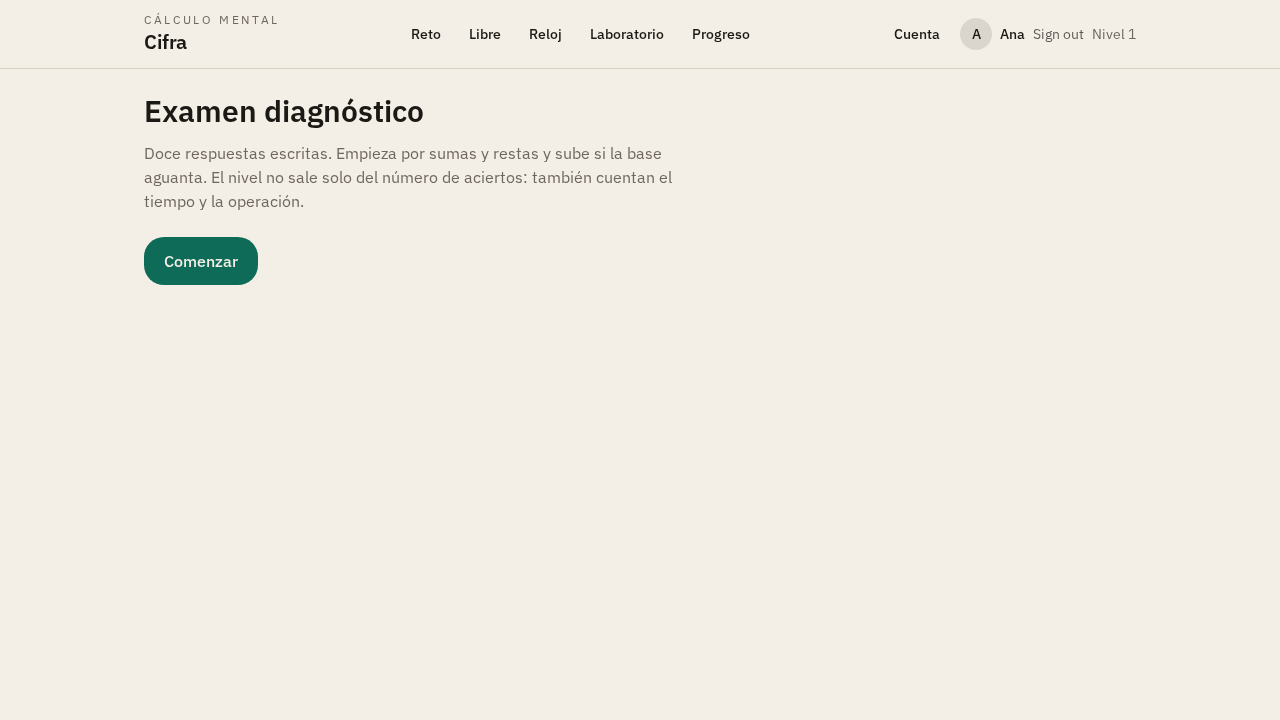 CÁLCULO MENTAL
Cifra
Reto Libre Reloj Laboratorio Progreso
Cuenta A Ana Sign out Nivel 1
Examen diagnóstico
Doce respuestas escritas. Empieza por sumas y restas y sube si la base
aguanta. El nivel no sale solo del número de aciertos: también cuentan el
tiempo y la operación.
Comenzar